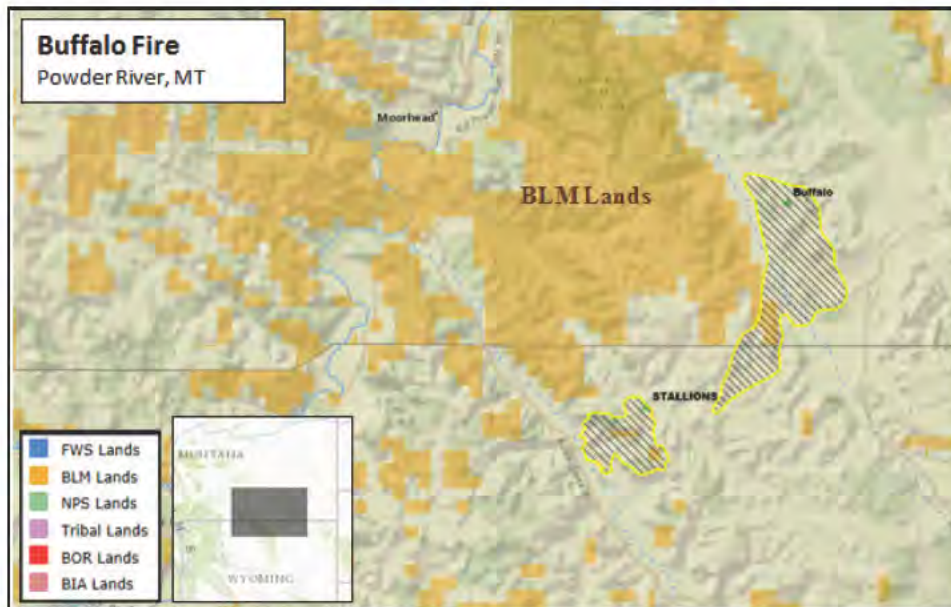 Buffalo Fire
Powder River, MT
Moorhead
BLM Lands
Buffalo
STALLIONS
FWS Lands
BLM Lands
NPS Lands
Tribal Lands
BOR Lands
BIA Lands
MONTANA
WYOMING